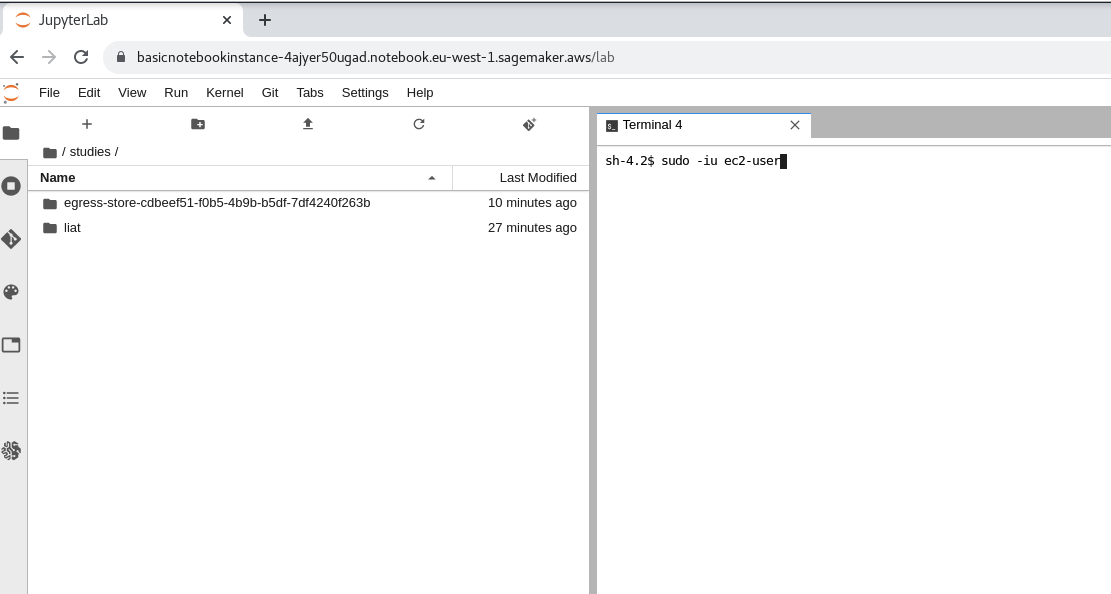 JupyterLab
basicnotebookinstance-4ajyer50ugad.notebook.eu-west-1.sagemaker.aws/lab
File Edit View Run Kernel Git Tabs Settings Help
/ studies /
Name Last Modified
egress-store-cdbeef51-f0b5-4b9b-b5df-7df4240f263b 10 minutes ago
liat 27 minutes ago
Terminal 4
sh-4.2$ sudo -iu ec2-user